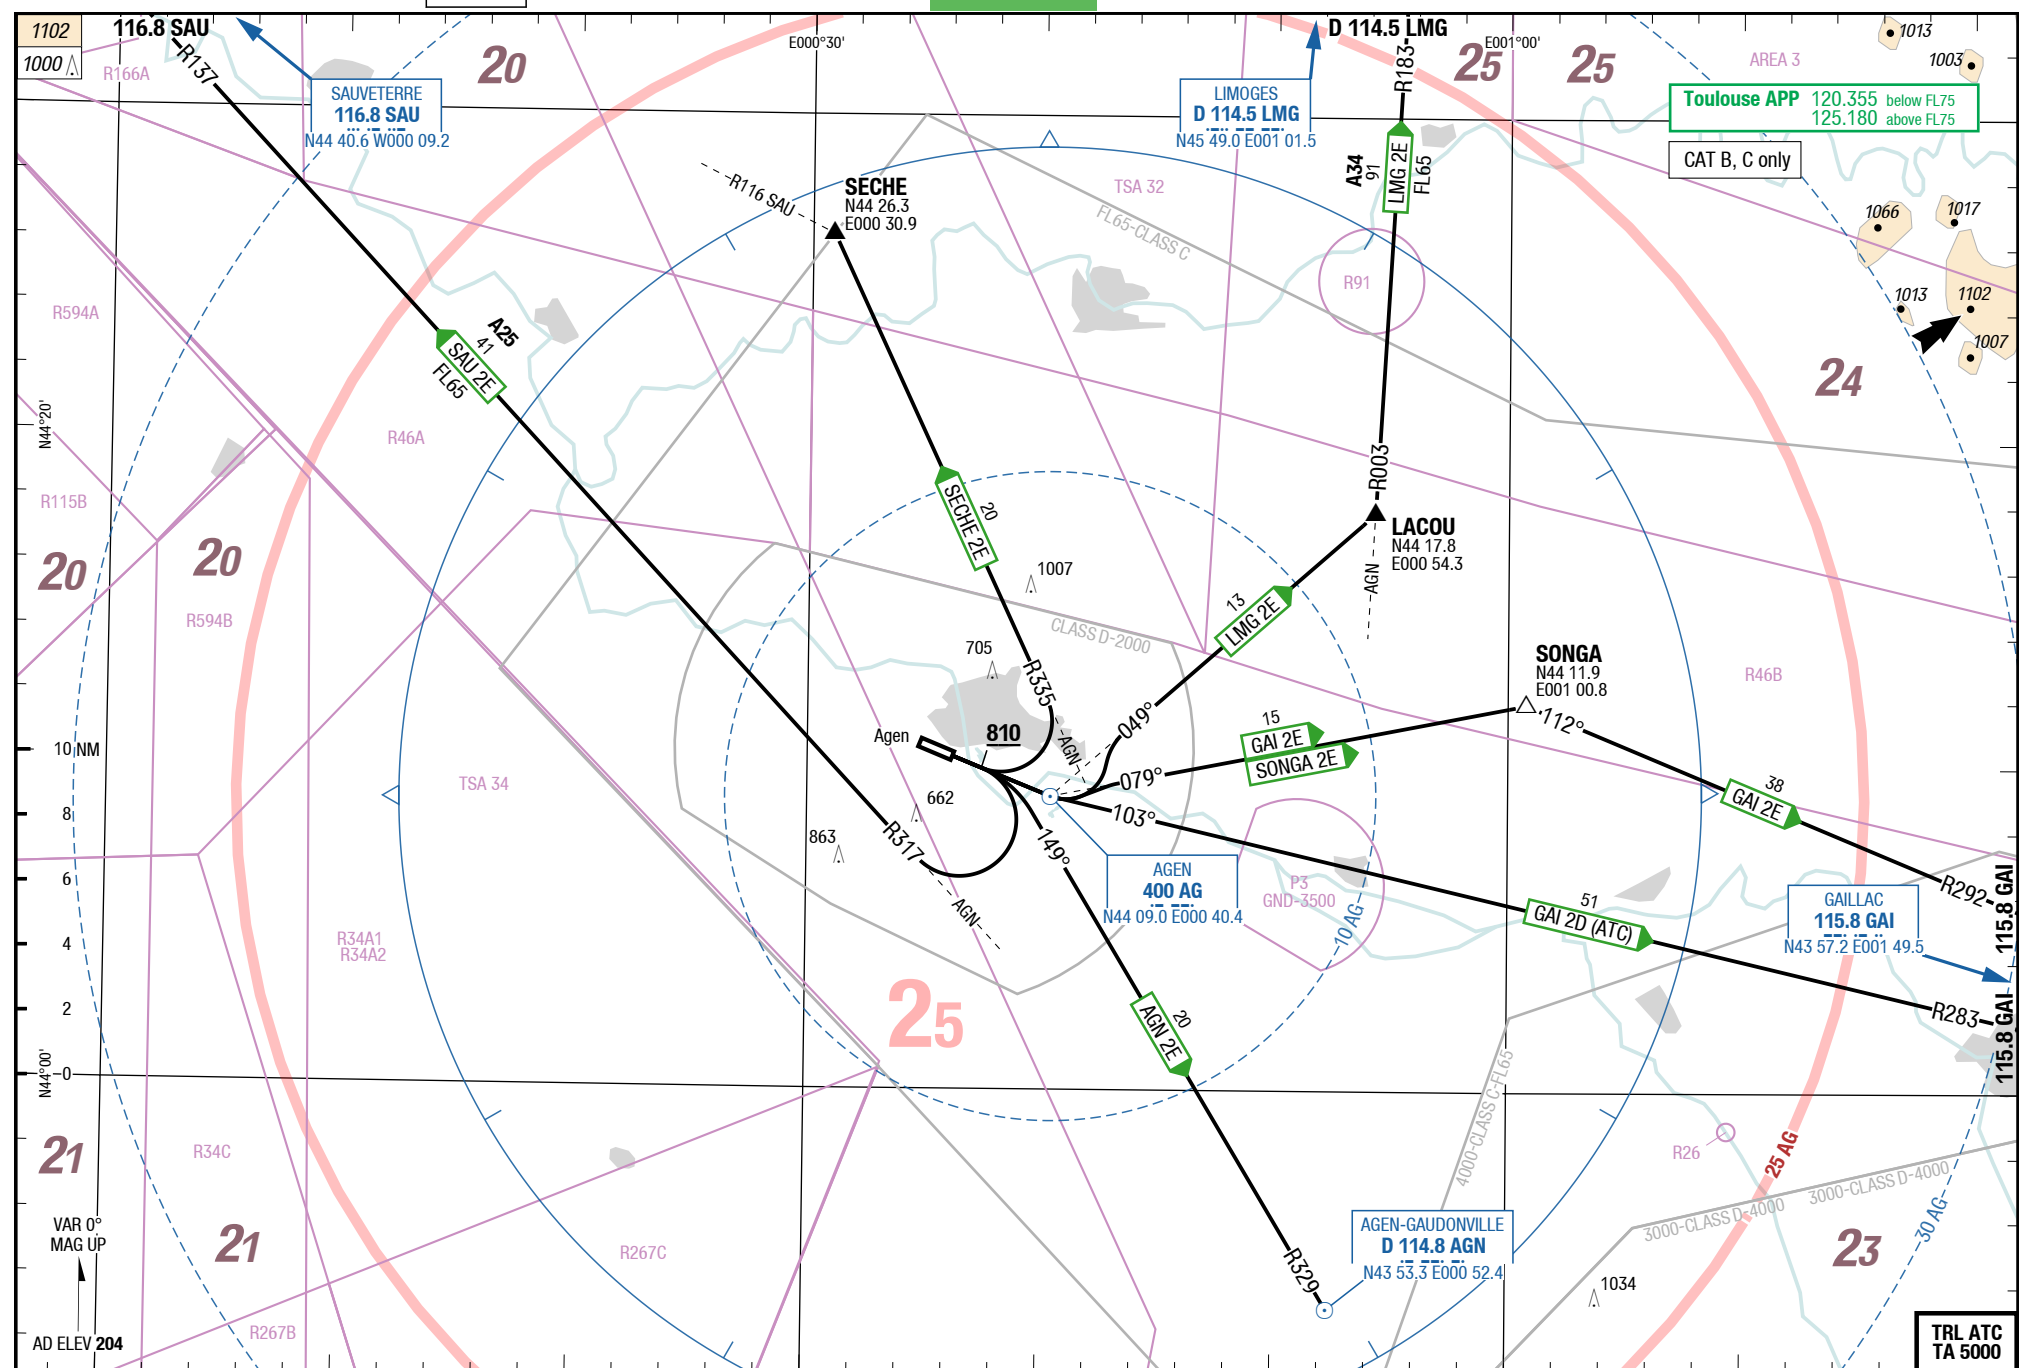 1102
1000
116.8 SAU
R137
R166A
SAUVETERRE
116.8 SAU
N44 40.6 W000 09.2
20
E000°30'
D 114.5 LMG
R183
LIMOGES
D 114.5 LMG
N45 49.0 E001 01.5
25
25
E001°00'
AREA 3
1013
1003
Toulouse APP 120.355 below FL75
125.180 above FL75
CAT B, C only
R116 SAU
SECHE
N44 26.3
E000 30.9
TSA 32
FL65-CLASS C
A34
91
LMG 2E
FL65
R91
1066
1017
1013
1102
1007
24
R594A
A25
41
SAU 2E
FL65
N44°20'
R46A
R115B
20
20
R594B
SECHE 2E
20
1007
CLASS D-2000
705
R335
R003
LACOU
N44 17.8
E000 54.3
AGN
13
LMG 2E
049°
SONGA
N44 11.9
E001 00.8
R46B
112°
Agen
810
AGN
15
GAI 2E
SONGA 2E
079°
103°
38
GAI 2E
R292
115.8 GAI
10 NM
8
6
4
2
0
N44°00'
TSA 34
662
863
R317
AGN
149°
AGEN
400 AG
N44 09.0 E000 40.4
P3
GND-3500
10 AG
51
GAI 2D (ATC)
GAILLAC
115.8 GAI
N43 57.2 E001 49.5
R283
115.8 GAI
R34A1
R34A2
25
20
AGN 2E
4000-CLASS C-FL65
R26
25 AG
3000-CLASS D-4000
3000-CLASS D-4000
30 AG
21
R34C
VAR 0°
MAG UP
21
R267C
R267B
AD ELEV 204
R329
AGEN-GAUDONVILLE
D 114.8 AGN
N43 53.3 E000 52.4
1034
23
TRL ATC
TA 5000